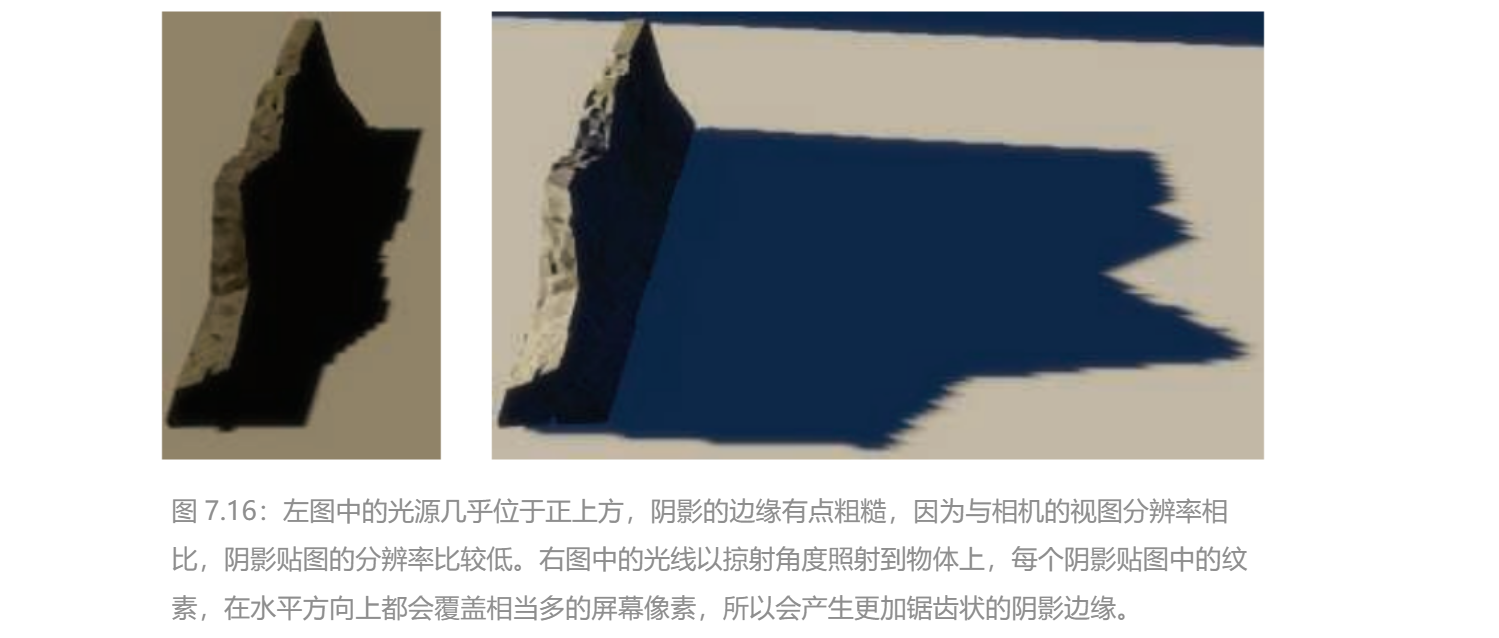 图 7.16：左图中的光源几乎位于正上方，阴影的边缘有点粗糙，因为与相机的视图分辨率相
比，阴影贴图的分辨率比较低。右图中的光线以掠射角度照射到物体上，每个阴影贴图中的纹
素，在水平方向上都会覆盖相当多的屏幕像素，所以会产生更加锯齿状的阴影边缘。